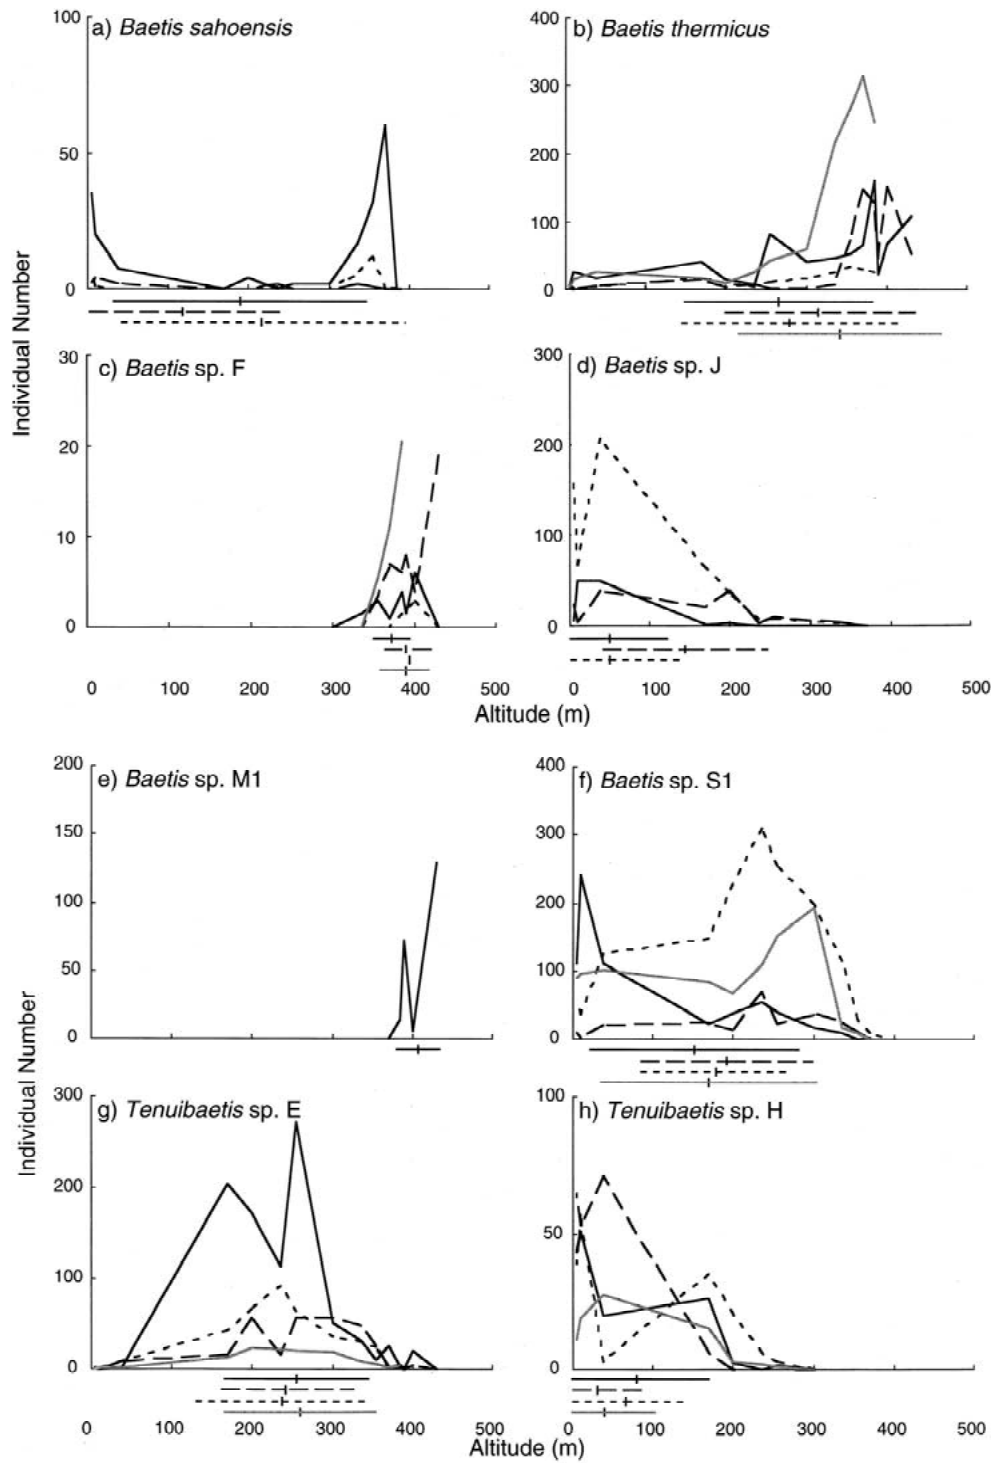 a) Baetis sahoensis
100
50
0
b) Baetis thermicus
400
300
200
100
0
Individual Number
c) Baetis sp. F
30
20
10
0
d) Baetis sp. J
300
200
100
0
0 100 200 300 400 500
0 100 200 300 400 500
Altitude (m)
e) Baetis sp. M1
200
150
100
50
0
f) Baetis sp. S1
400
300
200
100
0
Individual Number
g) Tenuibaetis sp. E
300
200
100
0
h) Tenuibaetis sp. H
100
50
0
0 100 200 300 400 500
0 100 200 300 400 500
Altitude (m)